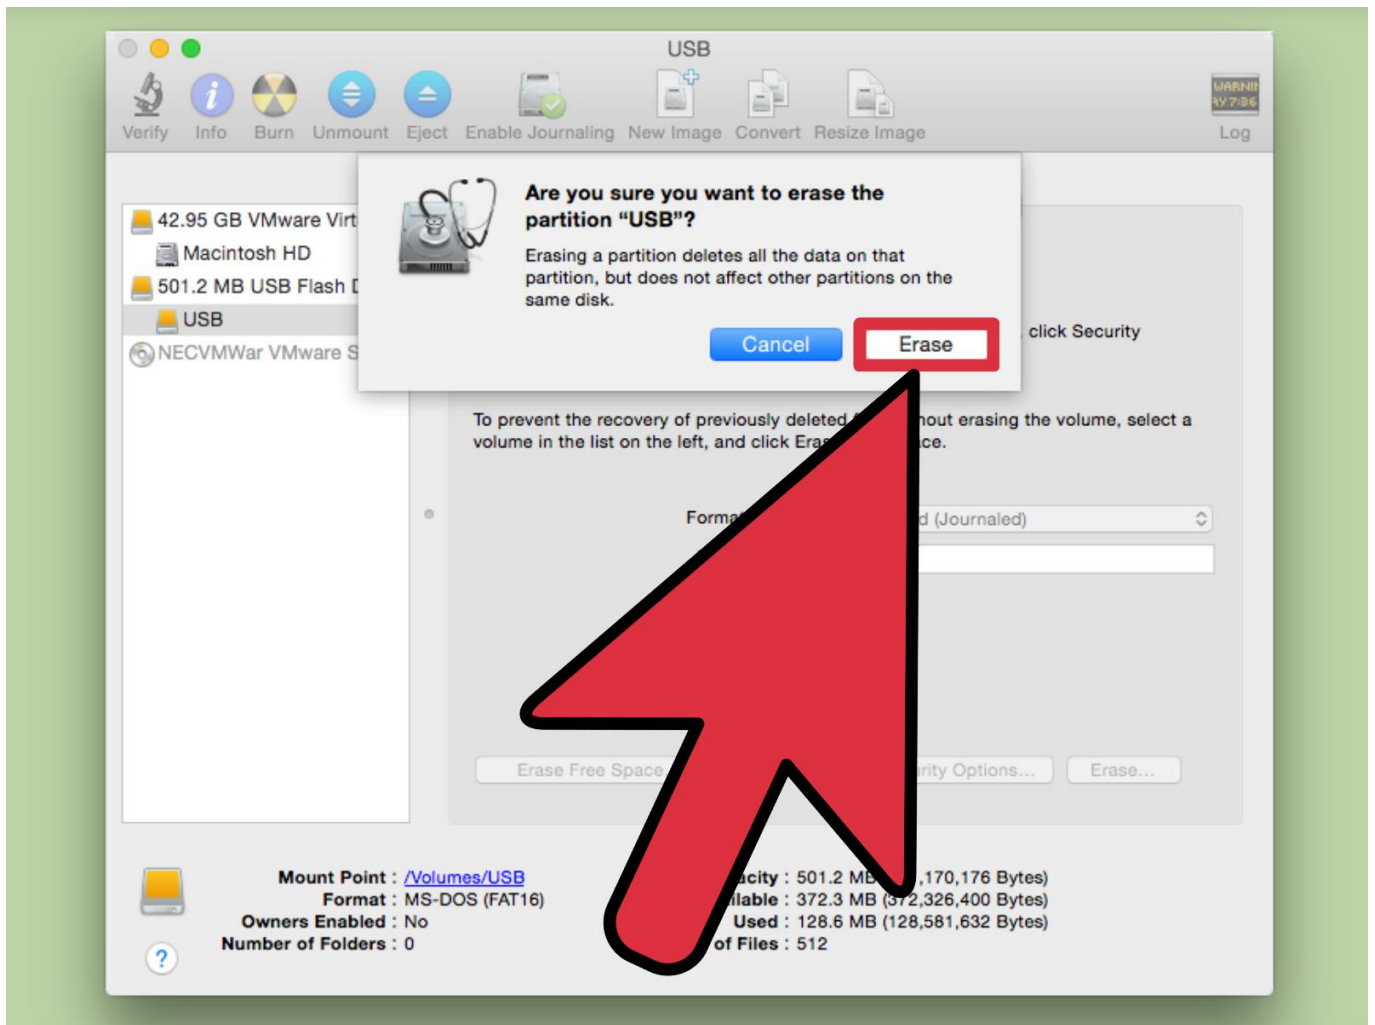 USB
WARNIN
AY 7:36
Verify Info Burn Unmount Eject Enable Journaling New Image Convert Resize Image Log
Are you sure you want to erase the
partition “USB”?
Erasing a partition deletes all the data on that
partition, but does not affect other partitions on the
same disk.
Cancel Erase
42.95 GB VMware Virt
Macintosh HD
501.2 MB USB Flash D
USB
NECVMWar VMware S
click Security
To prevent the recovery of previously deleted out erasing the volume, select a
volume in the list on the left, and click Eras ce.
Format d (Journaled)
Erase Free Space rity Options... Erase...
Mount Point : /Volumes/USB
Format : MS-DOS (FAT16)
Owners Enabled : No
Number of Folders : 0
acity : 501.2 MB ,170,176 Bytes)
ilable : 372.3 MB (372,326,400 Bytes)
Used : 128.6 MB (128,581,632 Bytes)
of Files : 512
?